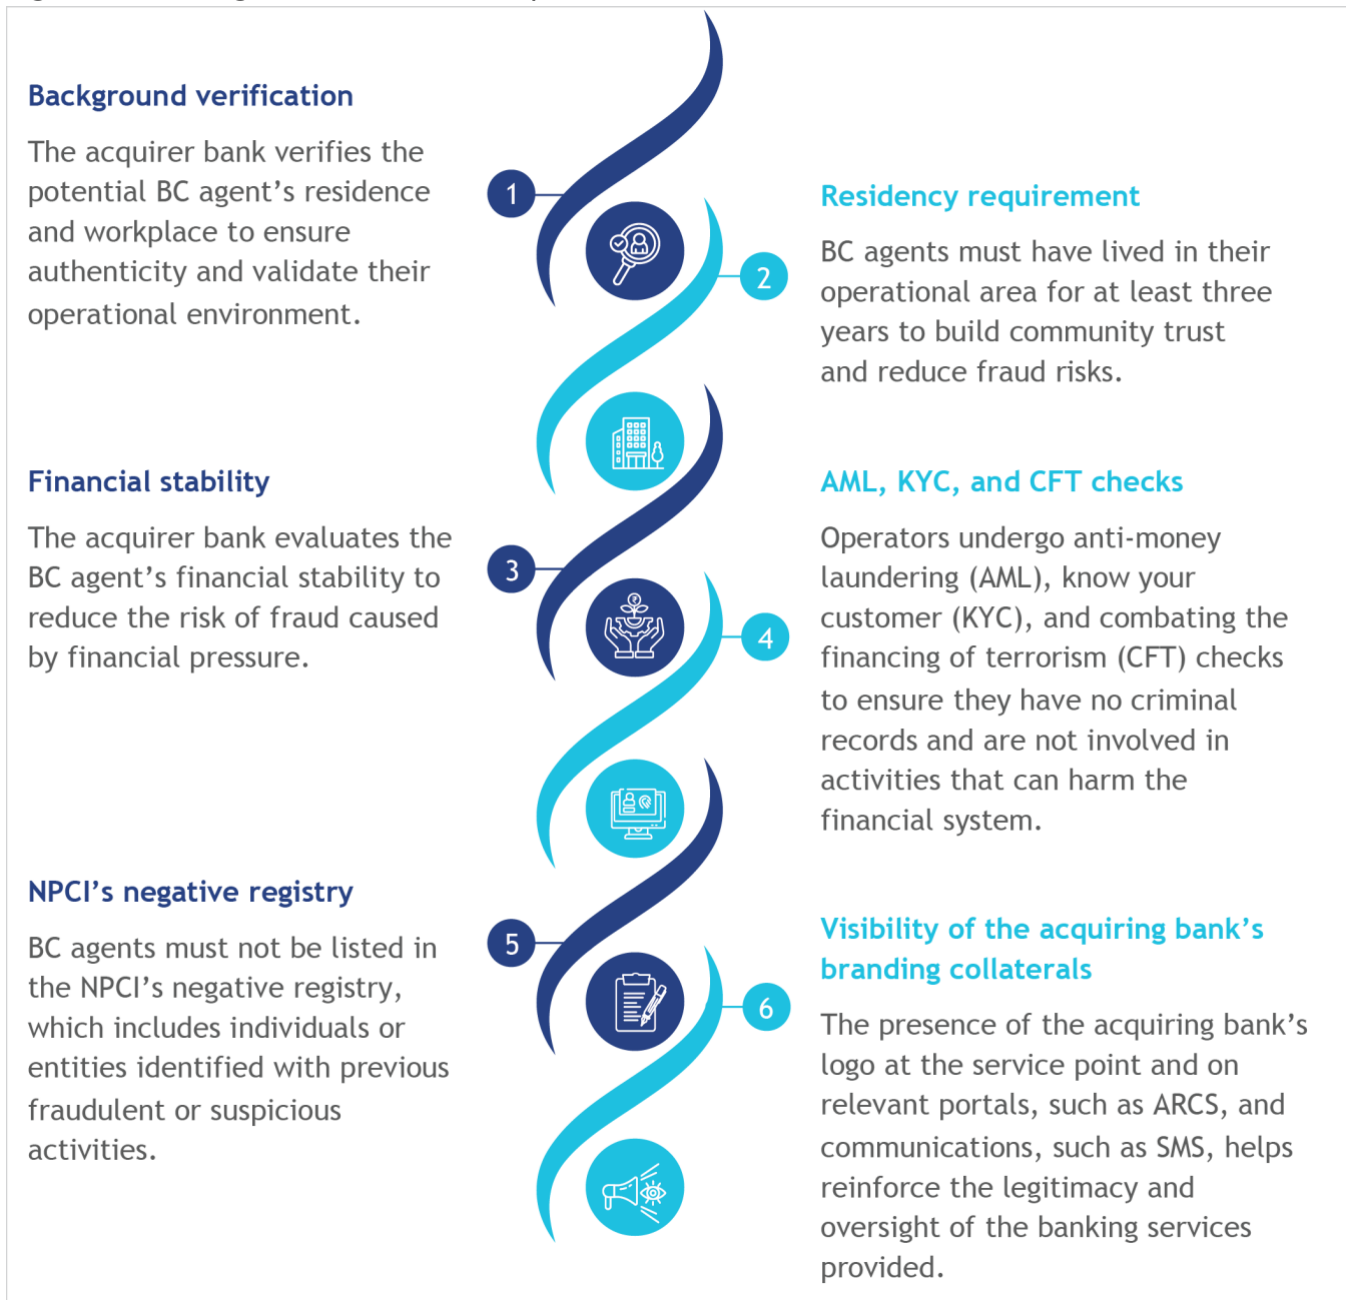 Background verification
The acquirer bank verifies the
potential BC agent's residence
and workplace to ensure
authenticity and validate their
operational environment.
1
Residency requirement
BC agents must have lived in their
operational area for at least three
years to build community trust
and reduce fraud risks.
2
Financial stability
The acquirer bank evaluates the
BC agent's financial stability to
reduce the risk of fraud caused
by financial pressure.
3
AML, KYC, and CFT checks
Operators undergo anti-money
laundering (AML), know your
customer (KYC), and combating the
financing of terrorism (CFT) checks
to ensure they have no criminal
records and are not involved in
activities that can harm the
financial system.
4
NPCI's negative registry
BC agents must not be listed in
the NPCI's negative registry,
which includes individuals or
entities identified with previous
fraudulent or suspicious
activities.
5
Visibility of the acquiring bank's
branding collaterals
The presence of the acquiring bank's
logo at the service point and on
relevant portals, such as ARCS, and
communications, such as SMS, helps
reinforce the legitimacy and
oversight of the banking services
provided.
6